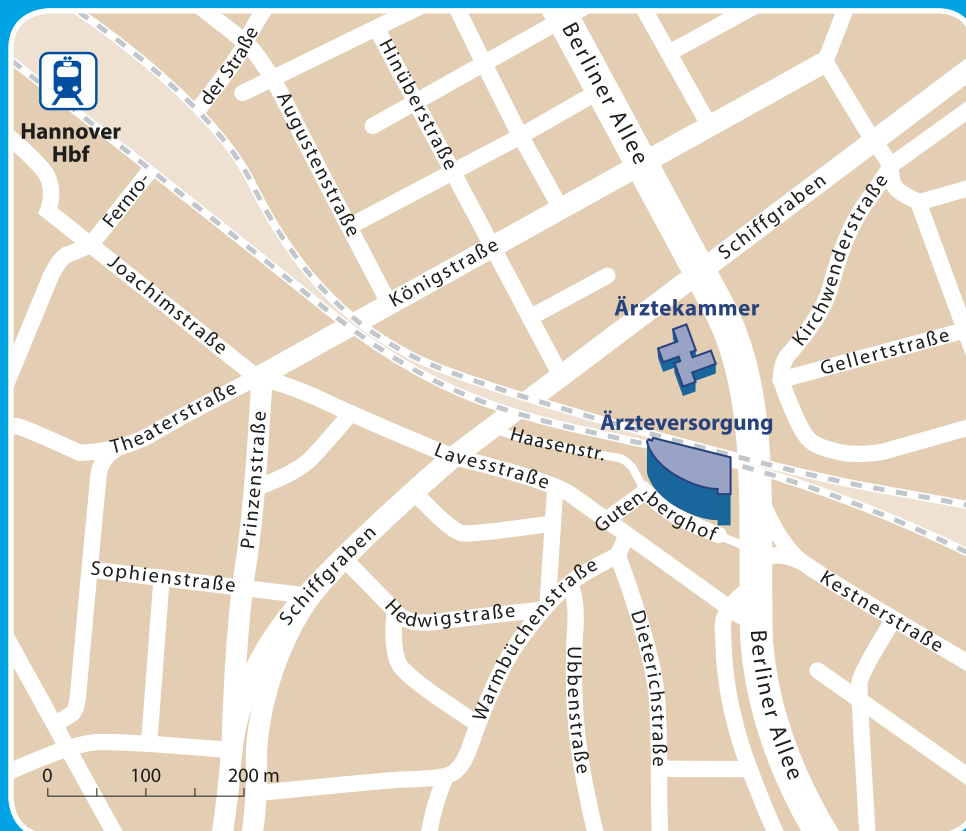 der Straße
Hinüberstraße
Berliner Allee
Hannover
Hbf
Augustenstraße
Fernro-
Schiffgraben
Kirchwenderstraße
Königstraße
Joachimstraße
Ärztekammer
Gellertstraße
Theaterstraße
Ärzteversorgung
Haasenstr.
Lavesstraße
Prinzenstraße
Guten-
berghof
Schiffgraben
Sophienstraße
Hedwigstraße
Warmbüchenstraße
Kestnerstraße
Dieterichstraße
Ubbenstraße
Berliner Allee
0 100 200 m